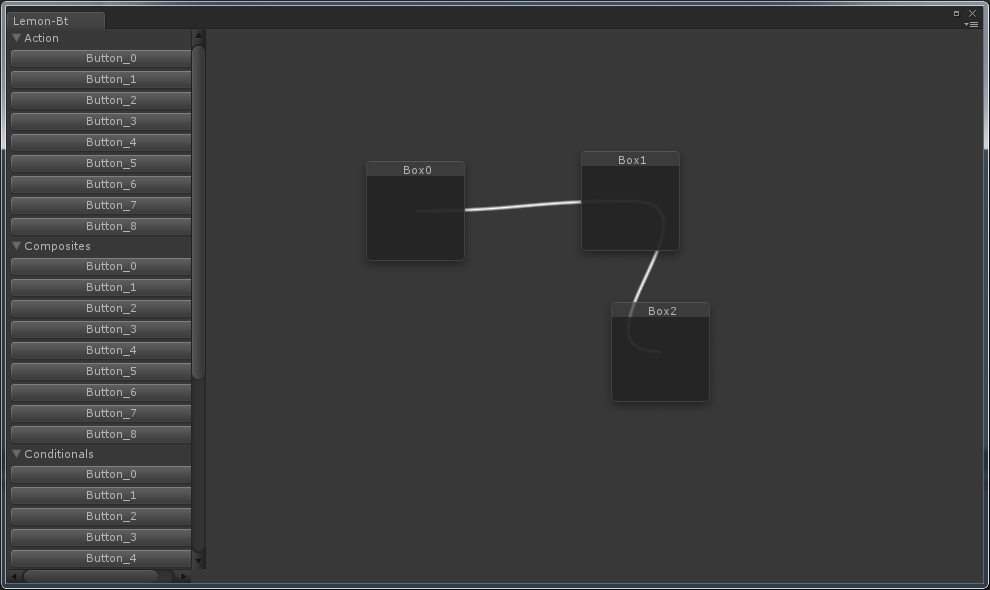 Lemon-Bt
Action
Button_0
Button_1
Button_2
Button_3
Button_4
Button_5
Button_6
Button_7
Button_8
Composites
Button_0
Button_1
Button_2
Button_3
Button_4
Button_5
Button_6
Button_7
Button_8
Conditionals
Button_0
Button_1
Button_2
Button_3
Button_4
Box0
Box1
Box2